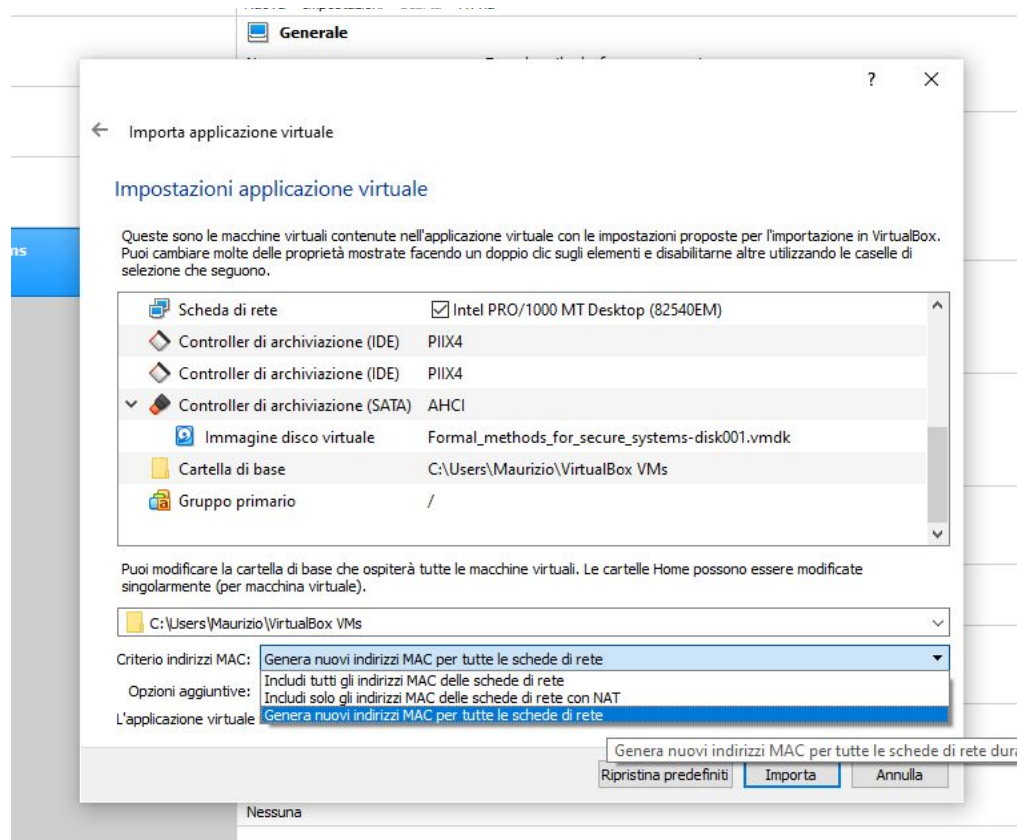 Generale
?
Importa applicazione virtuale
Impostazioni applicazione virtuale
Queste sono le macchine virtuali contenute nell'applicazione virtuale con le impostazioni proposte per l'importazione in VirtualBox.
Puoi cambiare molte delle proprietà mostrate facendo un doppio clic sugli elementi e disabilitarne altre utilizzando le caselle di
selezione che seguono.
ns
Scheda di rete Intel PRO/1000 MT Desktop (82540EM)
Controller di archiviazione (IDE) PIIX4
Controller di archiviazione (IDE) PIIX4
Controller di archiviazione (SATA) AHCI
Immagine disco virtuale Formal_methods_for_secure_systems-disk001.vmdk
Cartella di base C:\Users\Maurizio\VirtualBox VMs
Gruppo primario /
Puoi modificare la cartella di base che ospiterà tutte le macchine virtuali. Le cartelle Home possono essere modificate
singolarmente (per macchina virtuale).
C:\Users\Maurizio\VirtualBox VMs
Criterio indirizzi MAC: Genera nuovi indirizzi MAC per tutte le schede di rete
Includi tutti gli indirizzi MAC delle schede di rete
Opzioni aggiuntive: Includi solo gli indirizzi MAC delle schede di rete con NAT
L'applicazione virtuale Genera nuovi indirizzi MAC per tutte le schede di rete
Genera nuovi indirizzi MAC per tutte le schede di rete dura
Ripristina predefiniti Importa Annulla
Nessuna